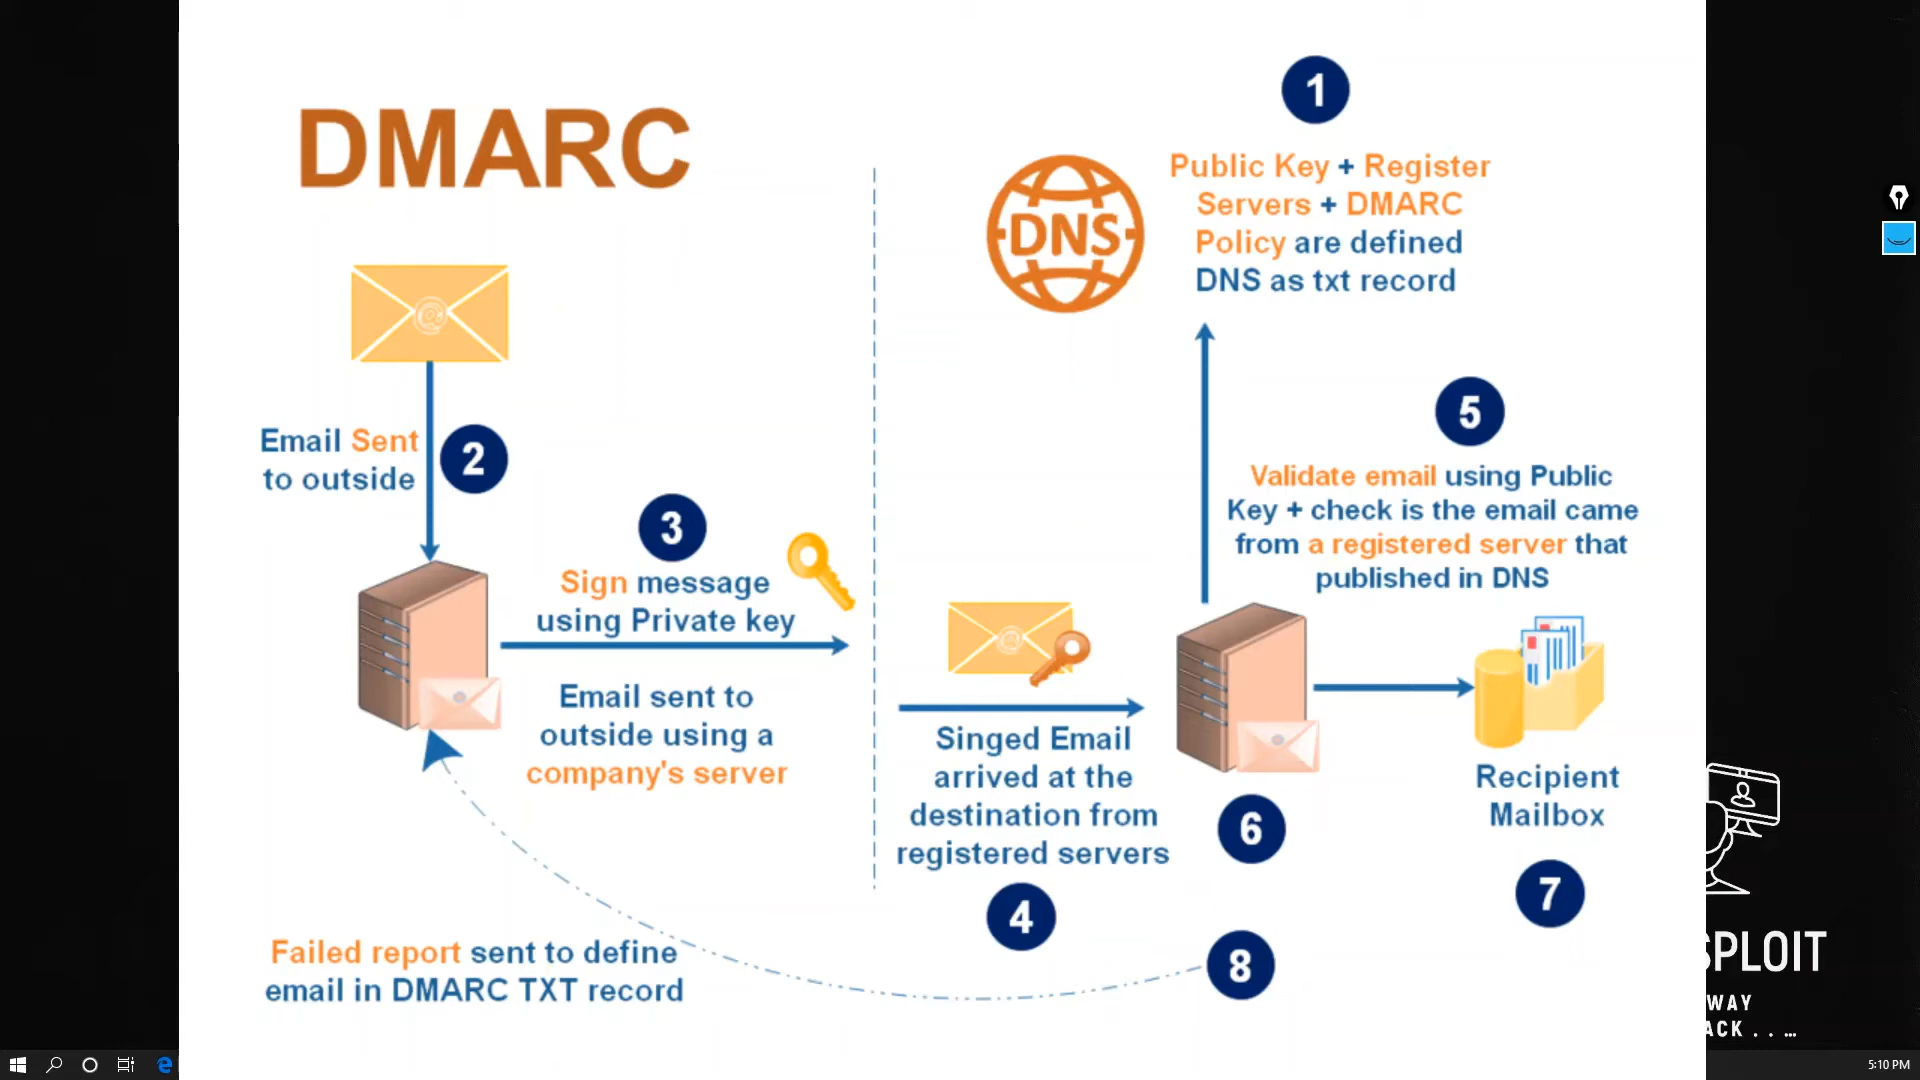 DMARC
1
DNS
Public Key + Register
Servers + DMARC
Policy are defined
DNS as txt record
@
Email Sent
to outside
2
3
Sign message
using Private key
Email sent to
outside using a
company's server
@
Singed Email
arrived at the
destination from
registered servers
4
5
Validate email using Public
Key + check is the email came
from a registered server that
published in DNS
6
Recipient
Mailbox
7
8
Failed report sent to define
email in DMARC TXT record
SPLOIT
WAY
ACK . . ...
5:10 PM